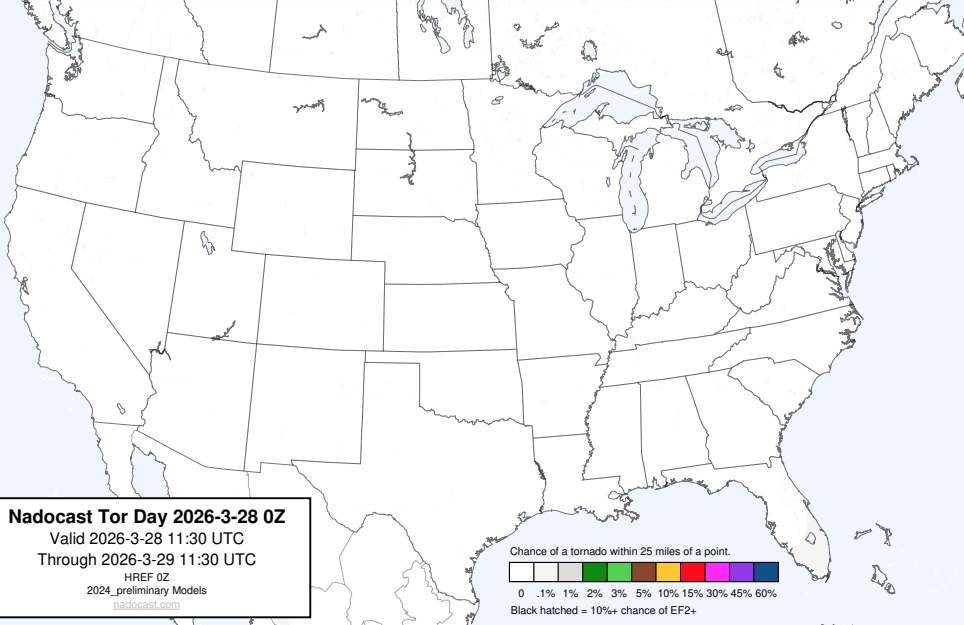 Nadocast Tor Day 2026-3-28 0Z
Valid 2026-3-28 11:30 UTC
Through 2026-3-29 11:30 UTC
HREF 0Z
2024_preliminary Models
nadocast.com
Chance of a tornado within 25 miles of a point.
0 .1% 1% 2% 3% 5% 10% 15% 30% 45% 60%
Black hatched = 10%+ chance of EF2+